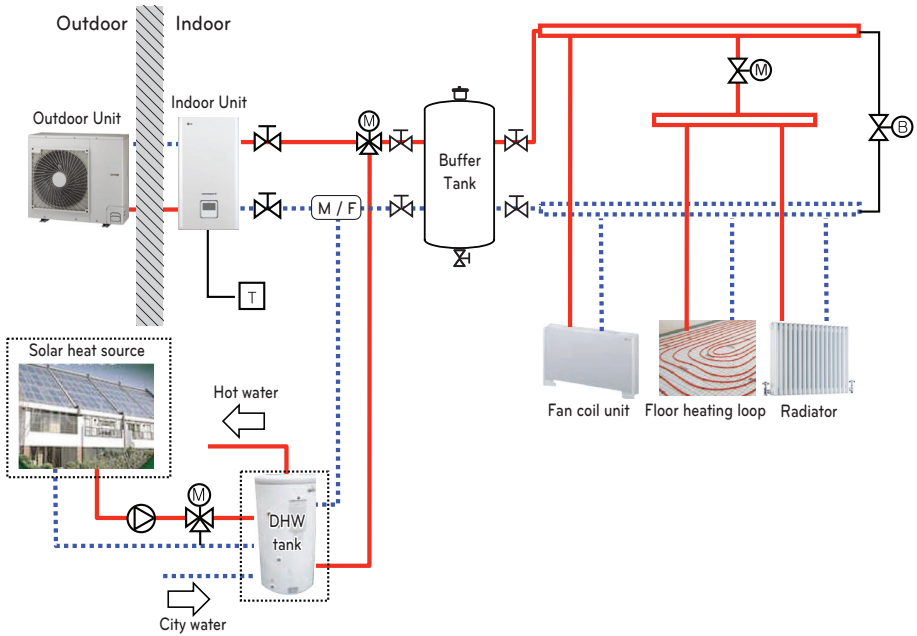 Outdoor
Indoor
Outdoor Unit
Indoor Unit
M
M
B
Buffer
Tank
M / F
T
Solar heat source
Hot water
Fan coil unit
Floor heating loop
Radiator
M
DHW
tank
City water